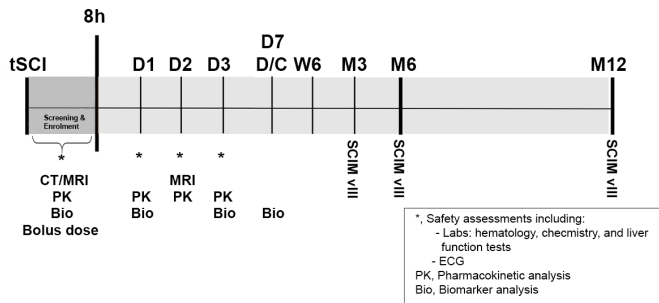 8h
D7
tSCI D1 D2 D3 D/C W6 M3 M6 M12
Screening &
Enrolment
* * * *
SCIM vIII SCIM vIII SCIM vIII
CT/MRI MRI
PK PK PK PK
Bio Bio Bio Bio
Bolus dose
*, Safety assessments including:
- Labs: hematology, checmistry, and liver
function tests
- ECG
PK, Pharmacokinetic analysis
Bio, Biomarker analysis